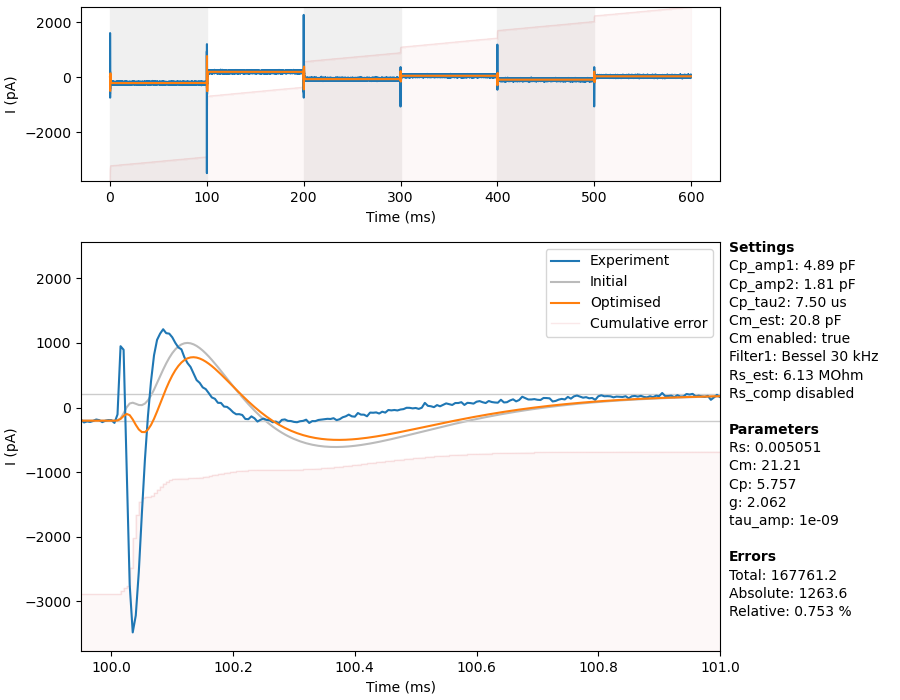 2000
0
−2000
I (pA)
0 100 200 300 400 500 600
Time (ms)
2000
1000
0
−1000
−2000
−3000
I (pA)
100.0 100.2 100.4 100.6 100.8 101.0
Time (ms)
Experiment
Initial
Optimised
Cumulative error
Settings
Cp_amp1: 4.89 pF
Cp_amp2: 1.81 pF
Cp_tau2: 7.50 us
Cm_est: 20.8 pF
Cm enabled: true
Filter1: Bessel 30 kHz
Rs_est: 6.13 MOhm
Rs_comp disabled
Parameters
Rs: 0.005051
Cm: 21.21
Cp: 5.757
g: 2.062
tau_amp: 1e-09
Errors
Total: 167761.2
Absolute: 1263.6
Relative: 0.753 %